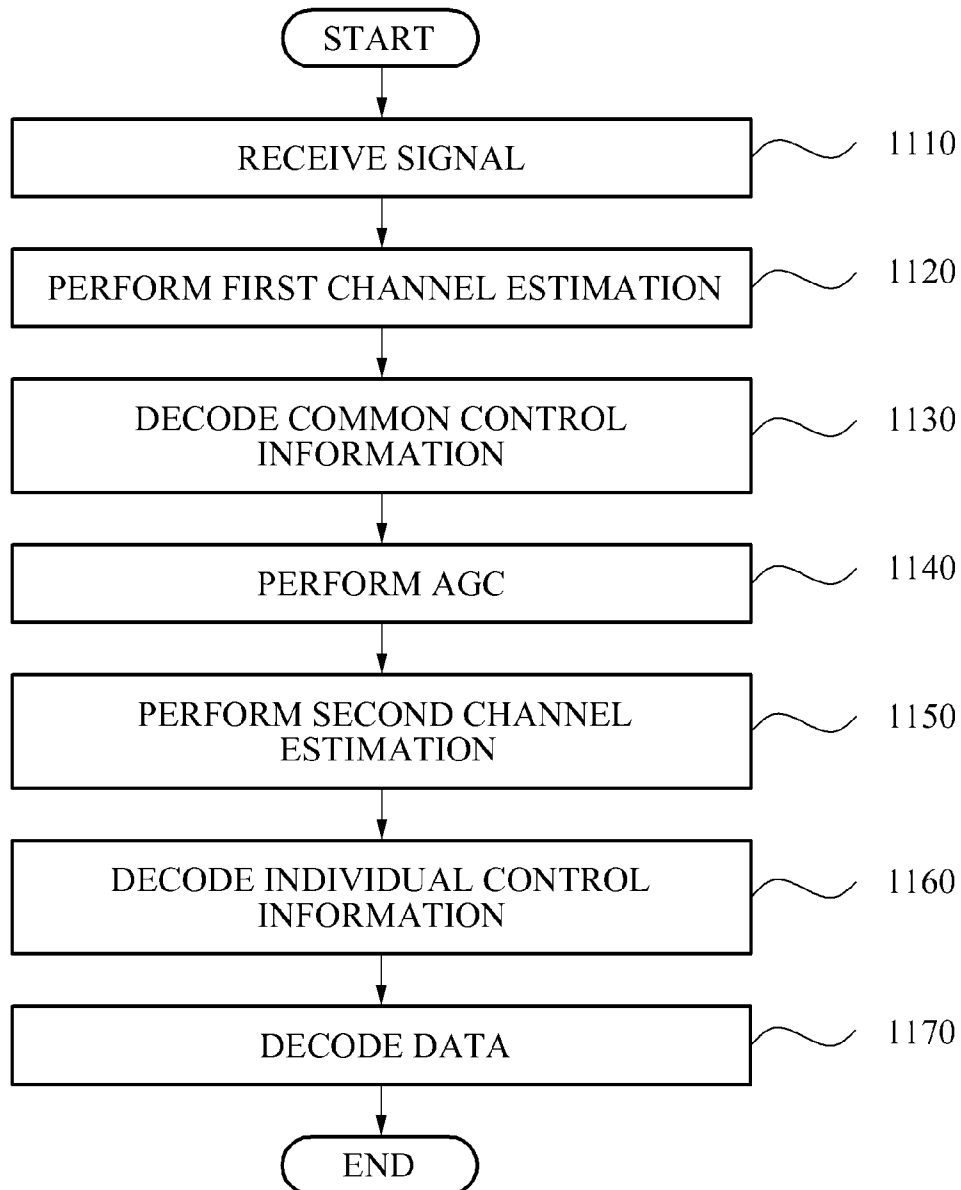 START
RECEIVE SIGNAL
1110
PERFORM FIRST CHANNEL ESTIMATION
1120
DECODE COMMON CONTROL
INFORMATION
1130
PERFORM AGC
1140
PERFORM SECOND CHANNEL
ESTIMATION
1150
DECODE INDIVIDUAL CONTROL
INFORMATION
1160
DECODE DATA
1170
END